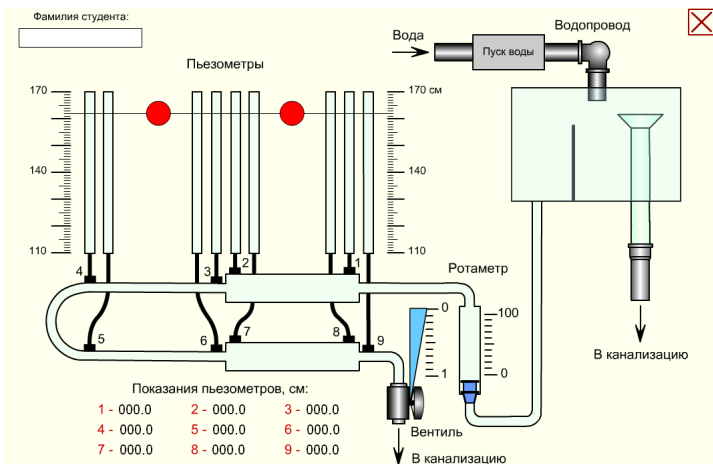 Фамилия студента:
Водопровод
Вода
Пуск воды
Пьезометры
170
170 см
140
140
110
110
4
3
2
1
Ротаметр
5
6
7
8
9
0
1
100
0
В канализацию
Показания пьезометров, см:
1 - 000.0 2 - 000.0 3 - 000.0
4 - 000.0 5 - 000.0 6 - 000.0
7 - 000.0 8 - 000.0 9 - 000.0
Вентиль
В канализацию